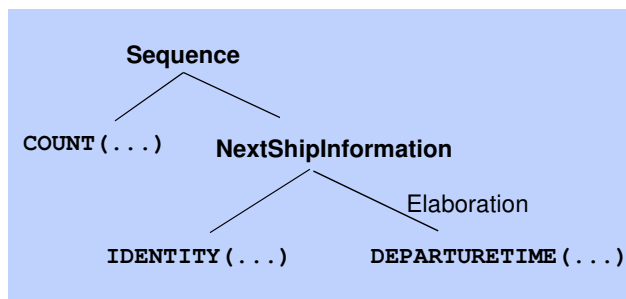 Sequence
COUNT(...)
NextShipInformation
Elaboration
IDENTITY(...)
DEPARTURETIME(...)